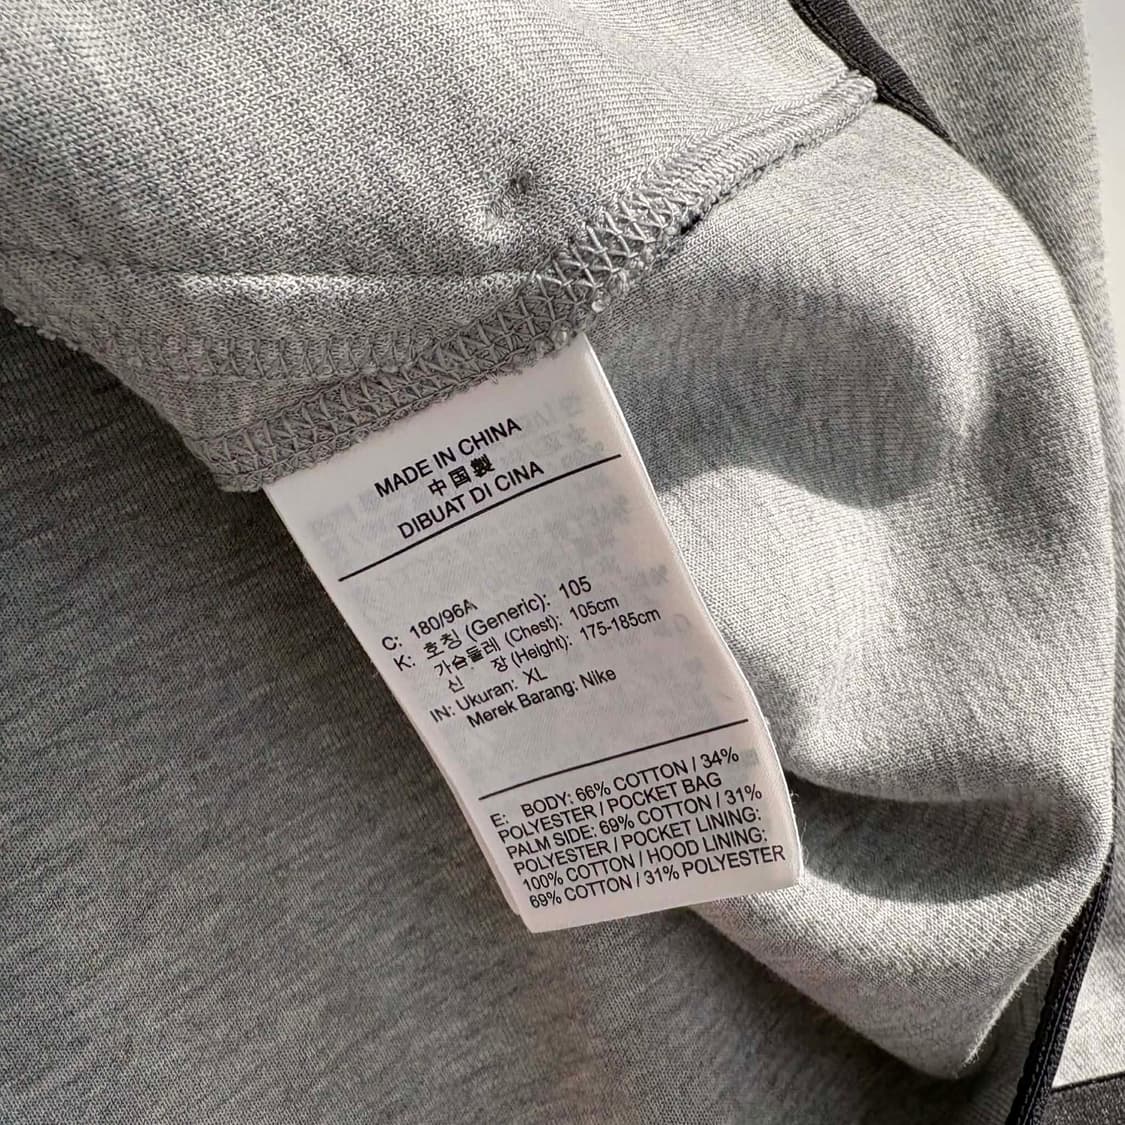 MADE IN CHINA
中国製
DIBUAT DI CINA
C: 180/96A
K: 호칭 (Generic): 105
가슴둘레 (Chest): 105cm
신 장 (Height): 175-185cm
IN: Ukuran: XL
Merek Barang: Nike
E: BODY: 66% COTTON / 34%
POLYESTER / POCKET BAG
PALM SIDE: 69% COTTON / 31%
POLYESTER / POCKET LINING:
100% COTTON / HOOD LINING:
69% COTTON / 31% POLYESTER